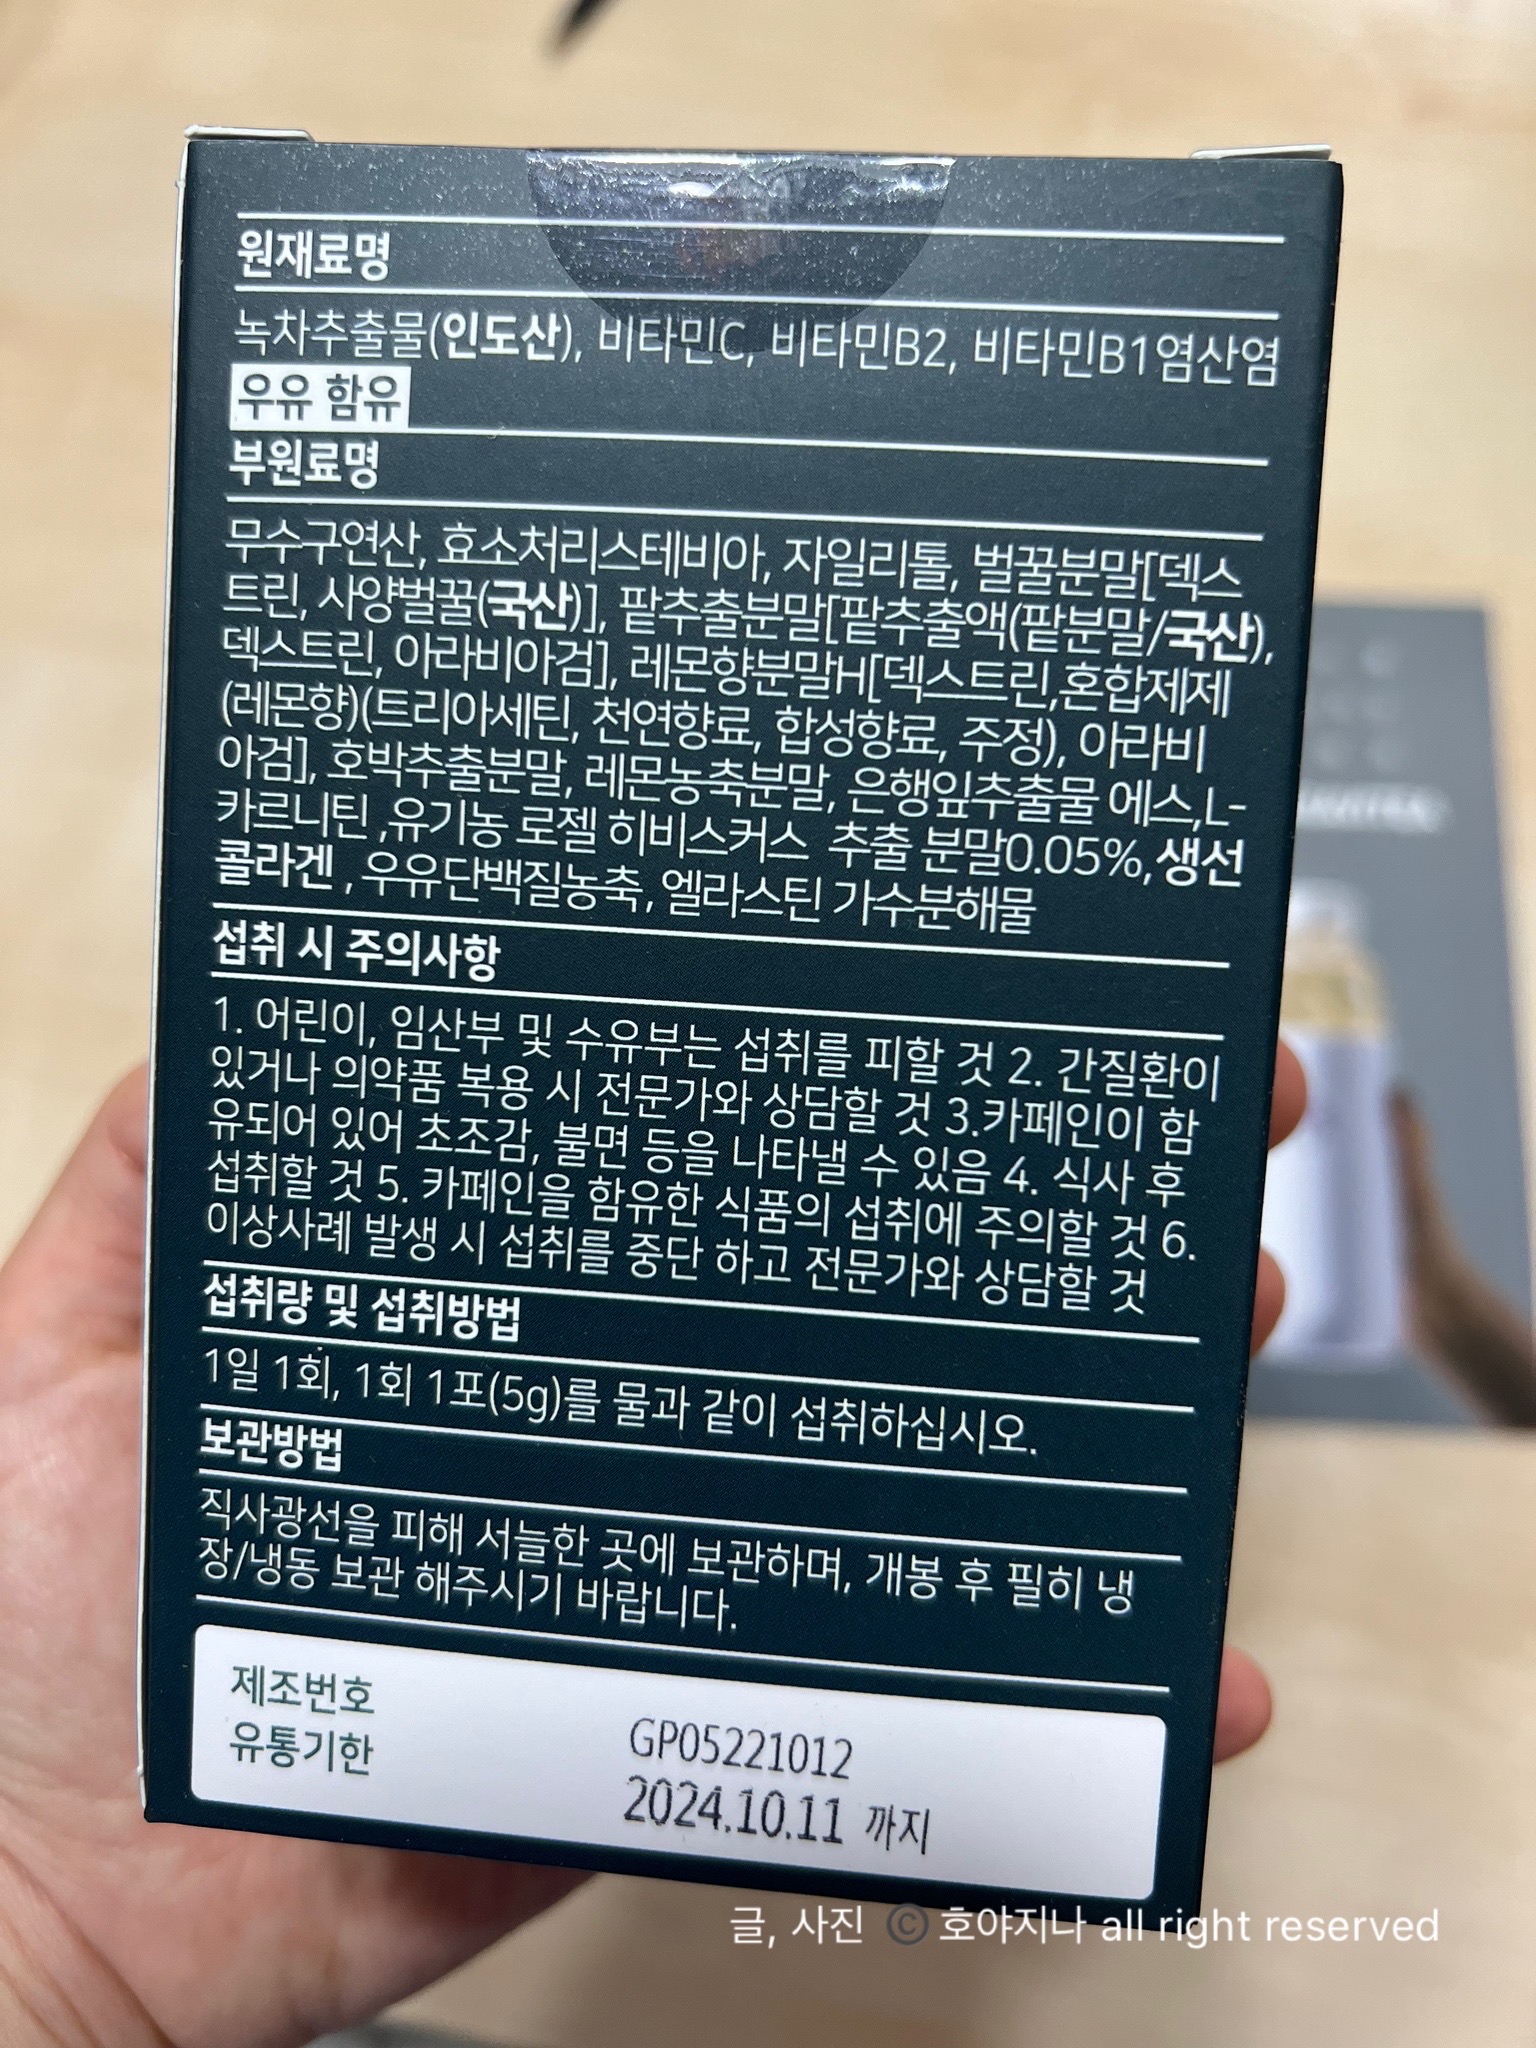 원재료명
녹차추출물(인도산), 비타민C, 비타민B2, 비타민B1염산염
우유 함유
부원료명
무수구연산, 효소처리스테비아, 자일리톨, 벌꿀분말[덱스
트린, 사양벌꿀(국산)], 팥추출분말[팥추출액(팥분말/국산),
덱스트린, 아라비아검], 레몬향분말H[덱스트린,혼합제제
(레몬향)(트리아세틴, 천연향료, 합성향료, 주정), 아라비
아검], 호박추출분말, 레몬농축분말, 은행잎추출물 에스,L-
카르니틴 ,유기농 로젤 히비스커스 추출 분말0.05%,생선
콜라겐 , 우유단백질농축, 엘라스틴 가수분해물
섭취 시 주의사항
1. 어린이, 임산부 및 수유부는 섭취를 피할 것 2. 간질환이
있거나 의약품 복용 시 전문가와 상담할 것 3.카페인이 함
유되어 있어 초조감, 불면 등을 나타낼 수 있음 4. 식사 후
섭취할 것 5. 카페인을 함유한 식품의 섭취에 주의할 것 6.
이상사례 발생 시 섭취를 중단 하고 전문가와 상담할 것
섭취량 및 섭취방법
1일 1회, 1회 1포(5g)를 물과 같이 섭취하십시오.
보관방법
직사광선을 피해 서늘한 곳에 보관하며, 개봉 후 필히 냉
장/냉동 보관 해주시기 바랍니다.
제조번호
GP05221012
유통기한
2024.10.11 까지
글, 사진 ⓒ 호야지나 all right reserved